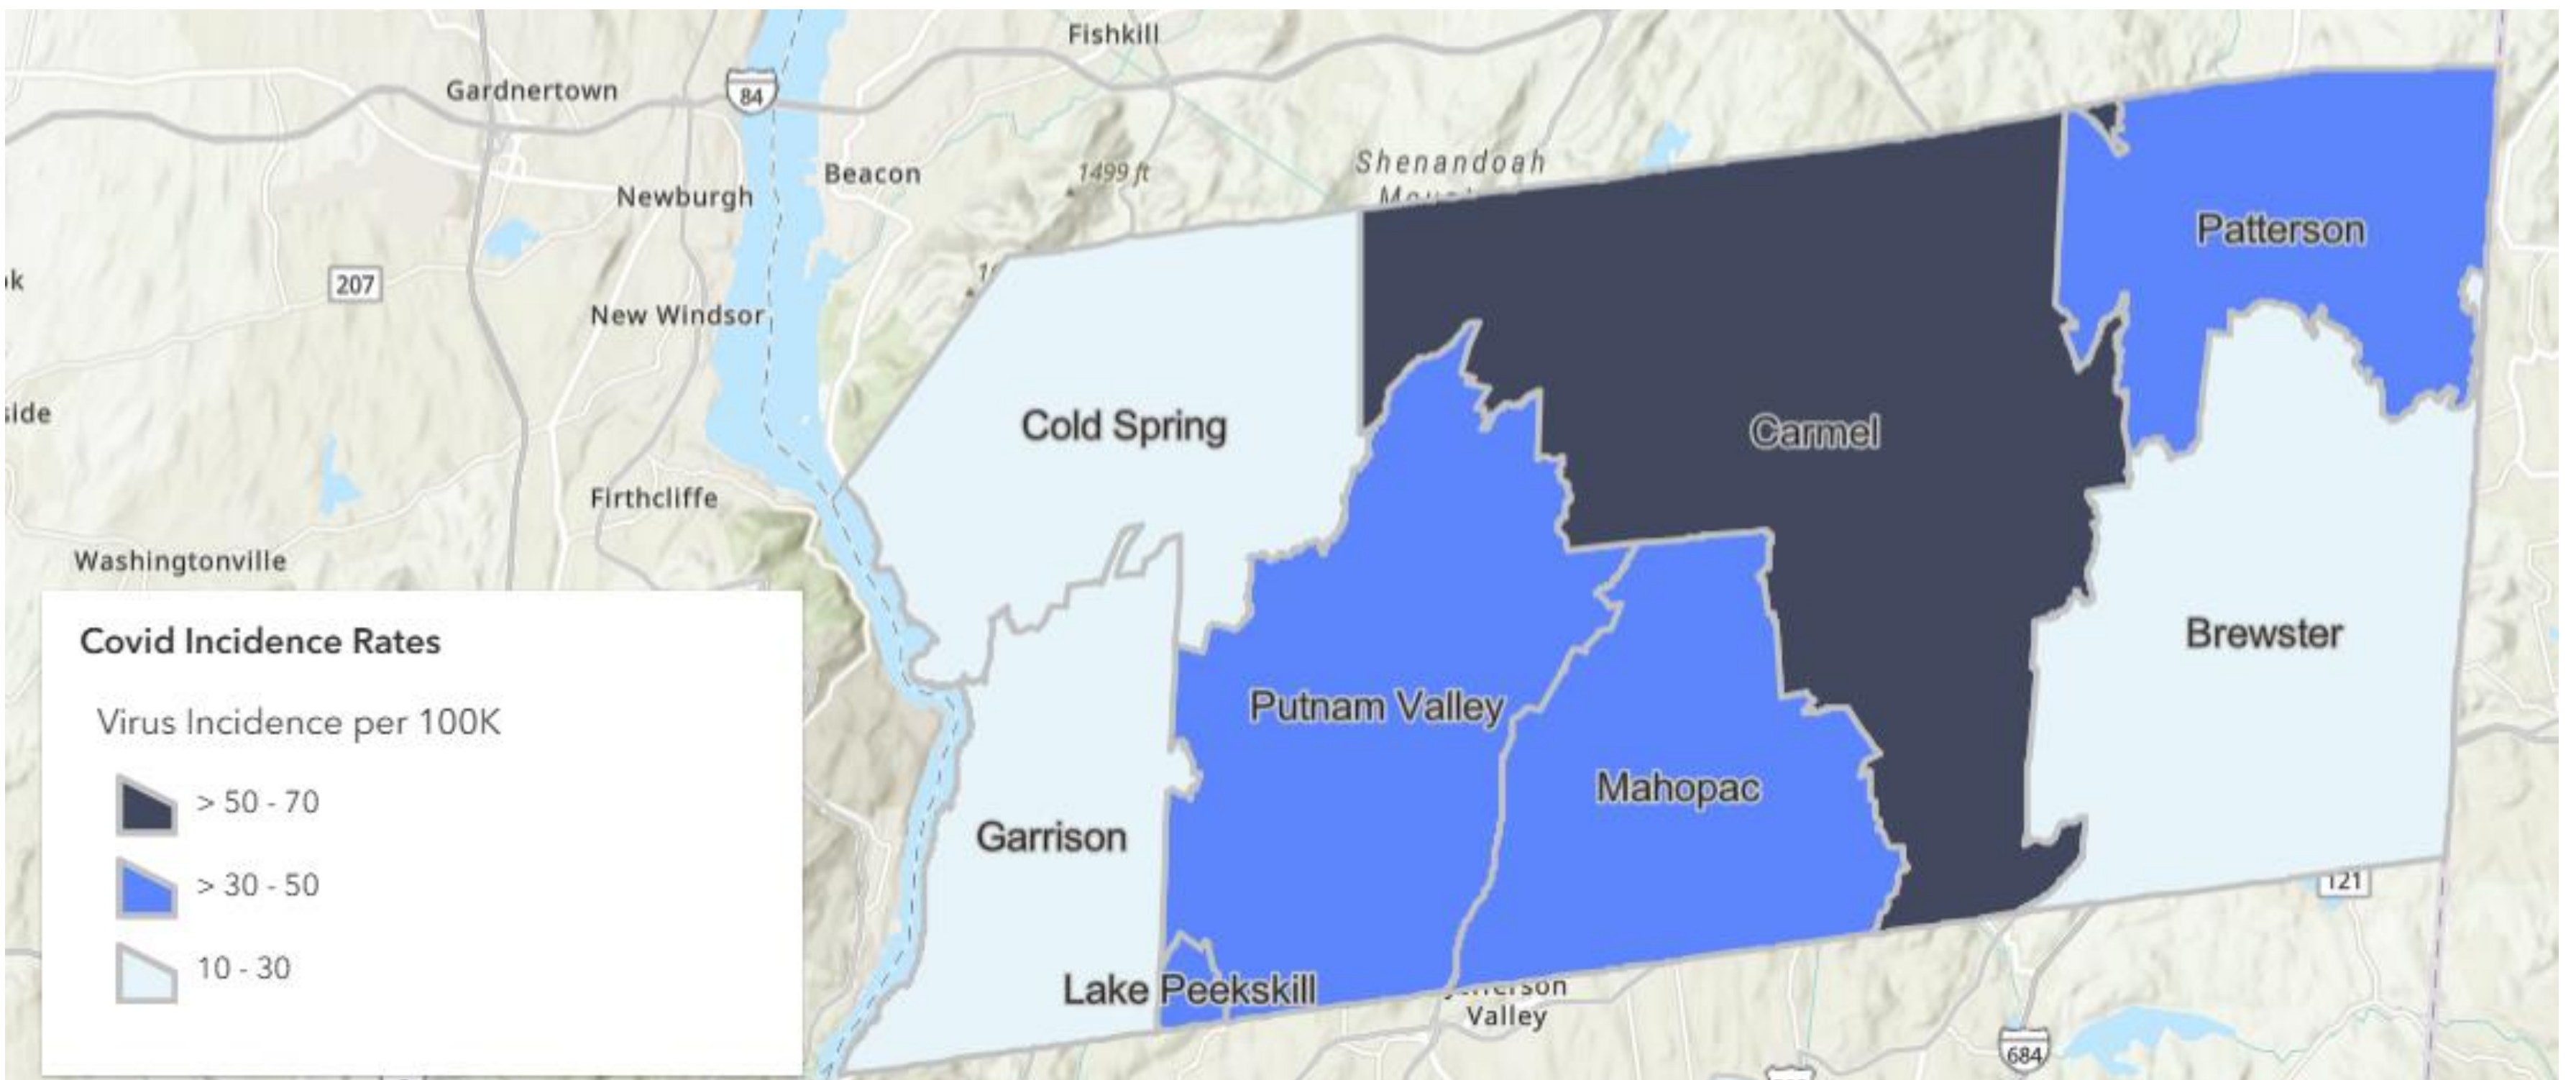 Fishkill
Gardnertown
84
Beacon
1499 ft
Shenandoah
Newburgh
Patterson
207
New Windsor
Cold Spring
Carmel
Firthcliffe
Washingtonville
Brewster
Covid Incidence Rates
Virus Incidence per 100K
> 50 - 70
> 30 - 50
10 - 30
Putnam Valley
Mahopac
Garrison
Lake Peekskill
121
Valley
684